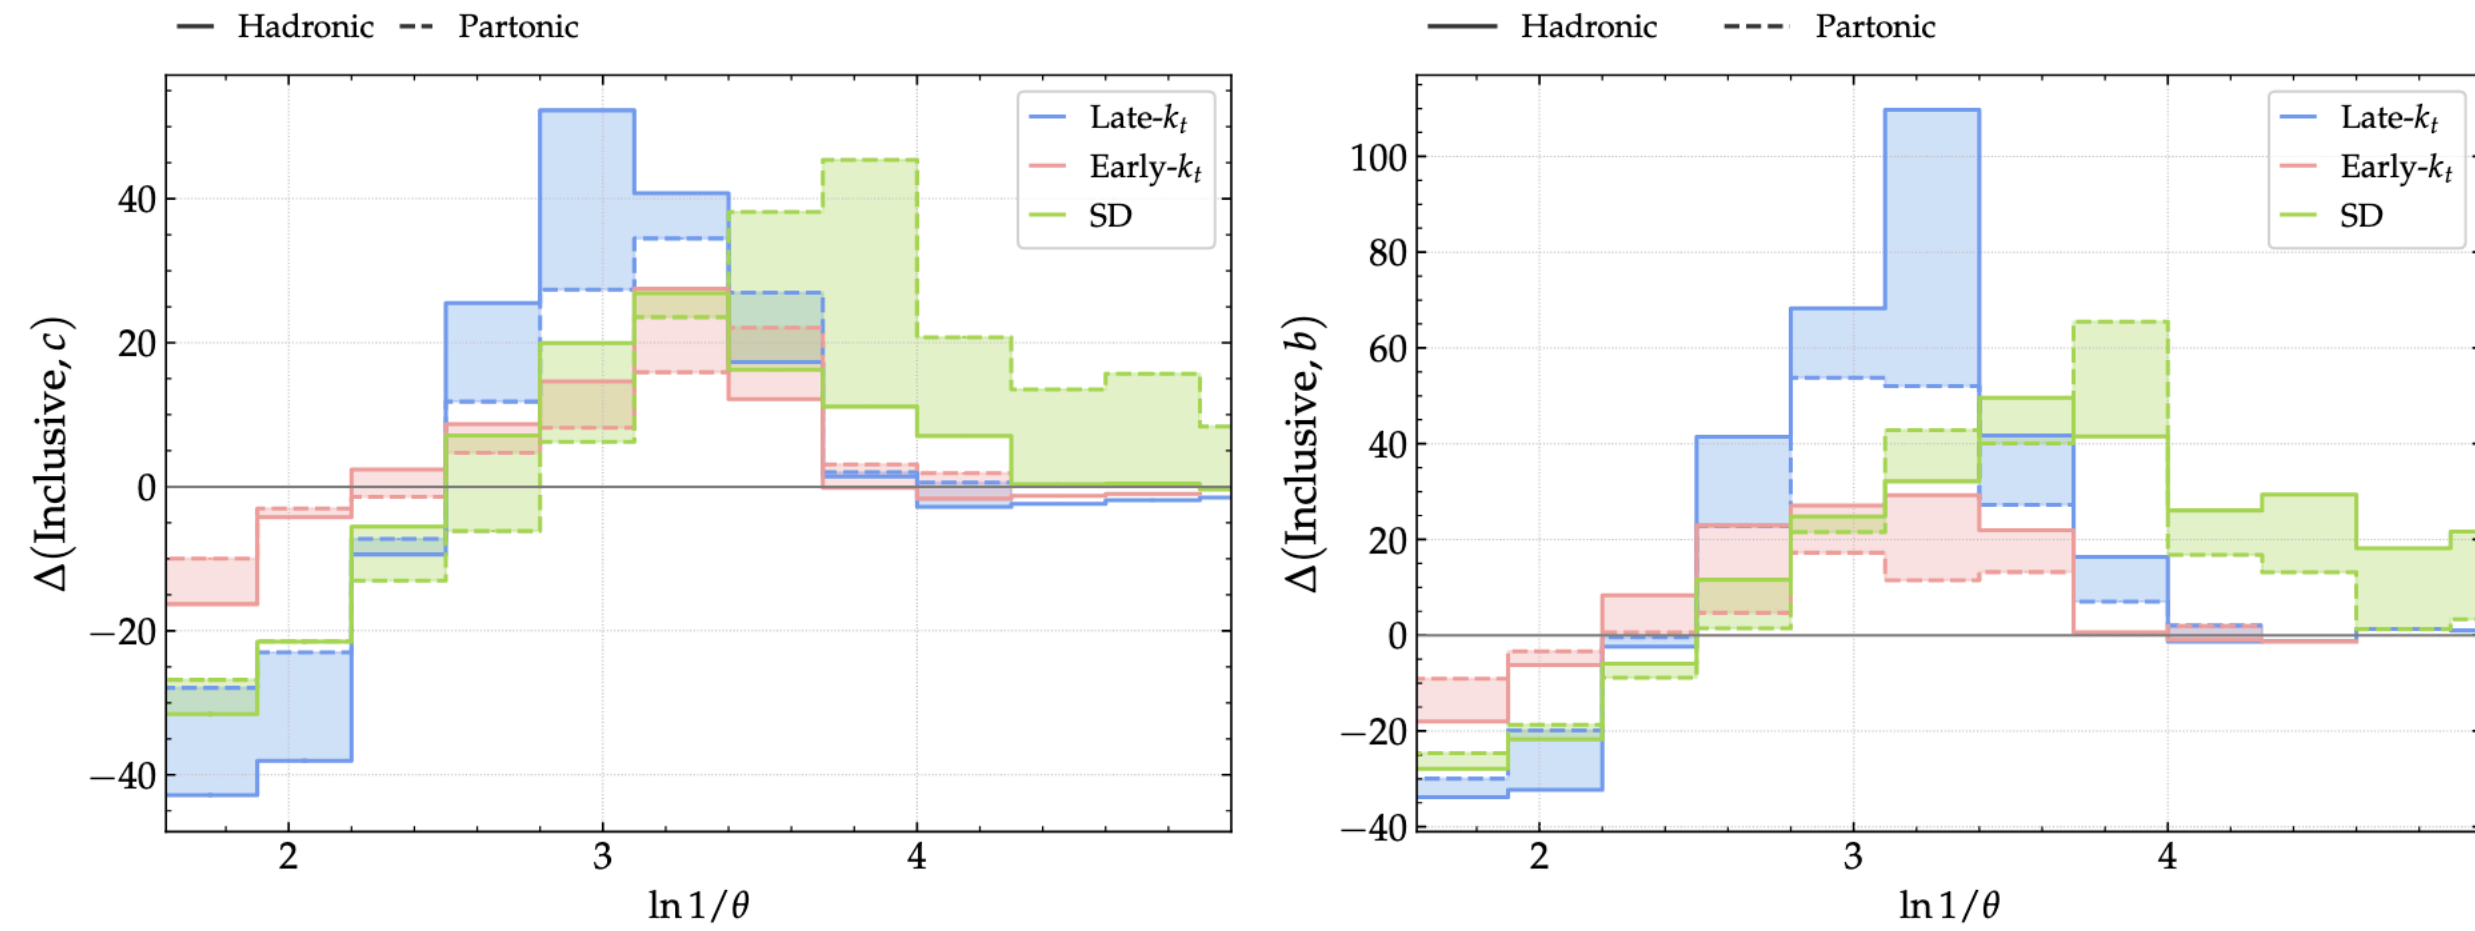 Hadronic Partonic
Late-kₜ
Early-kₜ
SD
40
20
0
−20
−40
Δ(Inclusive, c)
2 3 4
ln 1/θ
Hadronic Partonic
Late-kₜ
Early-kₜ
SD
100
80
60
40
20
0
−20
−40
Δ(Inclusive, b)
2 3 4
ln 1/θ